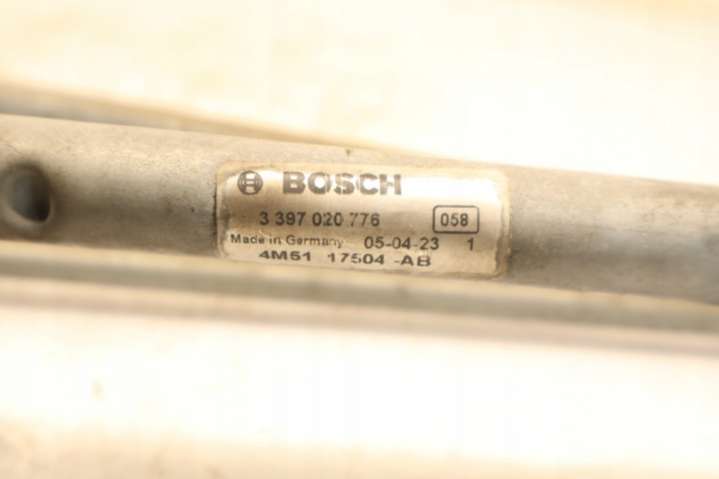 BOSCH
3 397 020 776 058
Made in Germany 05-04-23 1
4M51 17504 -AB